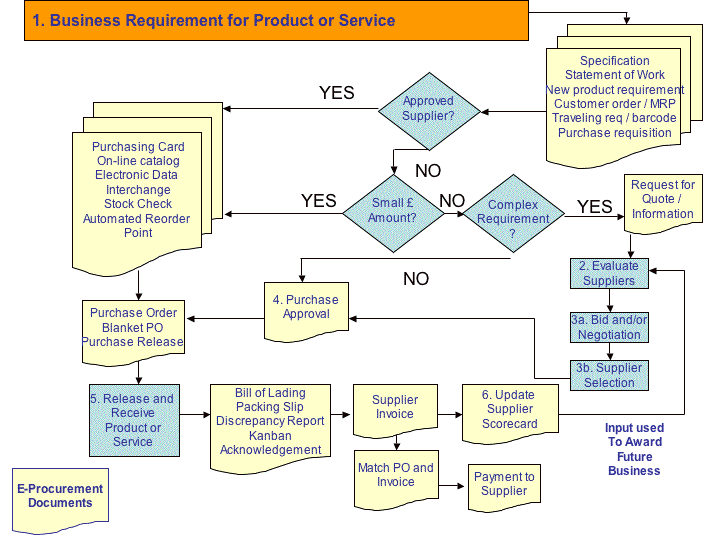 1. Business Requirement for Product or Service
Specification
Statement of Work
New product requirement
Customer order / MRP
Traveling req / barcode
Purchase requisition
YES
Approved
Supplier?
NO
Purchasing Card
On-line catalog
Electronic Data
Interchange
Stock Check
Automated Reorder
Point
YES
Small £
Amount?
NO
Complex
Requirement
?
YES
Request for
Quote /
Information
NO
2. Evaluate
Suppliers
4. Purchase
Approval
Purchase Order
Blanket PO
Purchase Release
3a. Bid and/or
Negotiation
3b. Supplier
Selection
5. Release and
Receive
Product or
Service
Bill of Lading
Packing Slip
Discrepancy Report
Kanban
Acknowledgement
Supplier
Invoice
6. Update
Supplier
Scorecard
Input used
To Award
Future
Business
Match PO and
Invoice
Payment to
Supplier
E-Procurement
Documents